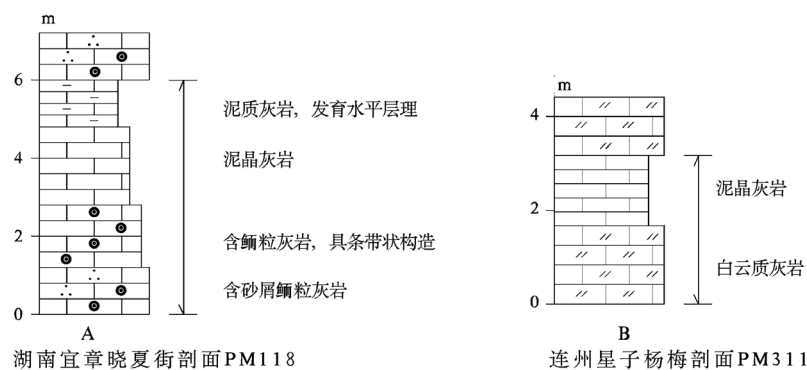 m
6
4
2
0
泥质灰岩，发育水平层理
泥晶灰岩
含鲕粒灰岩，具条带状构造
含砂屑鲕粒灰岩
A
湖南宜章晓夏街剖面PM118
m
4
2
0
泥晶灰岩
白云质灰岩
B
连州星子杨梅剖面PM311